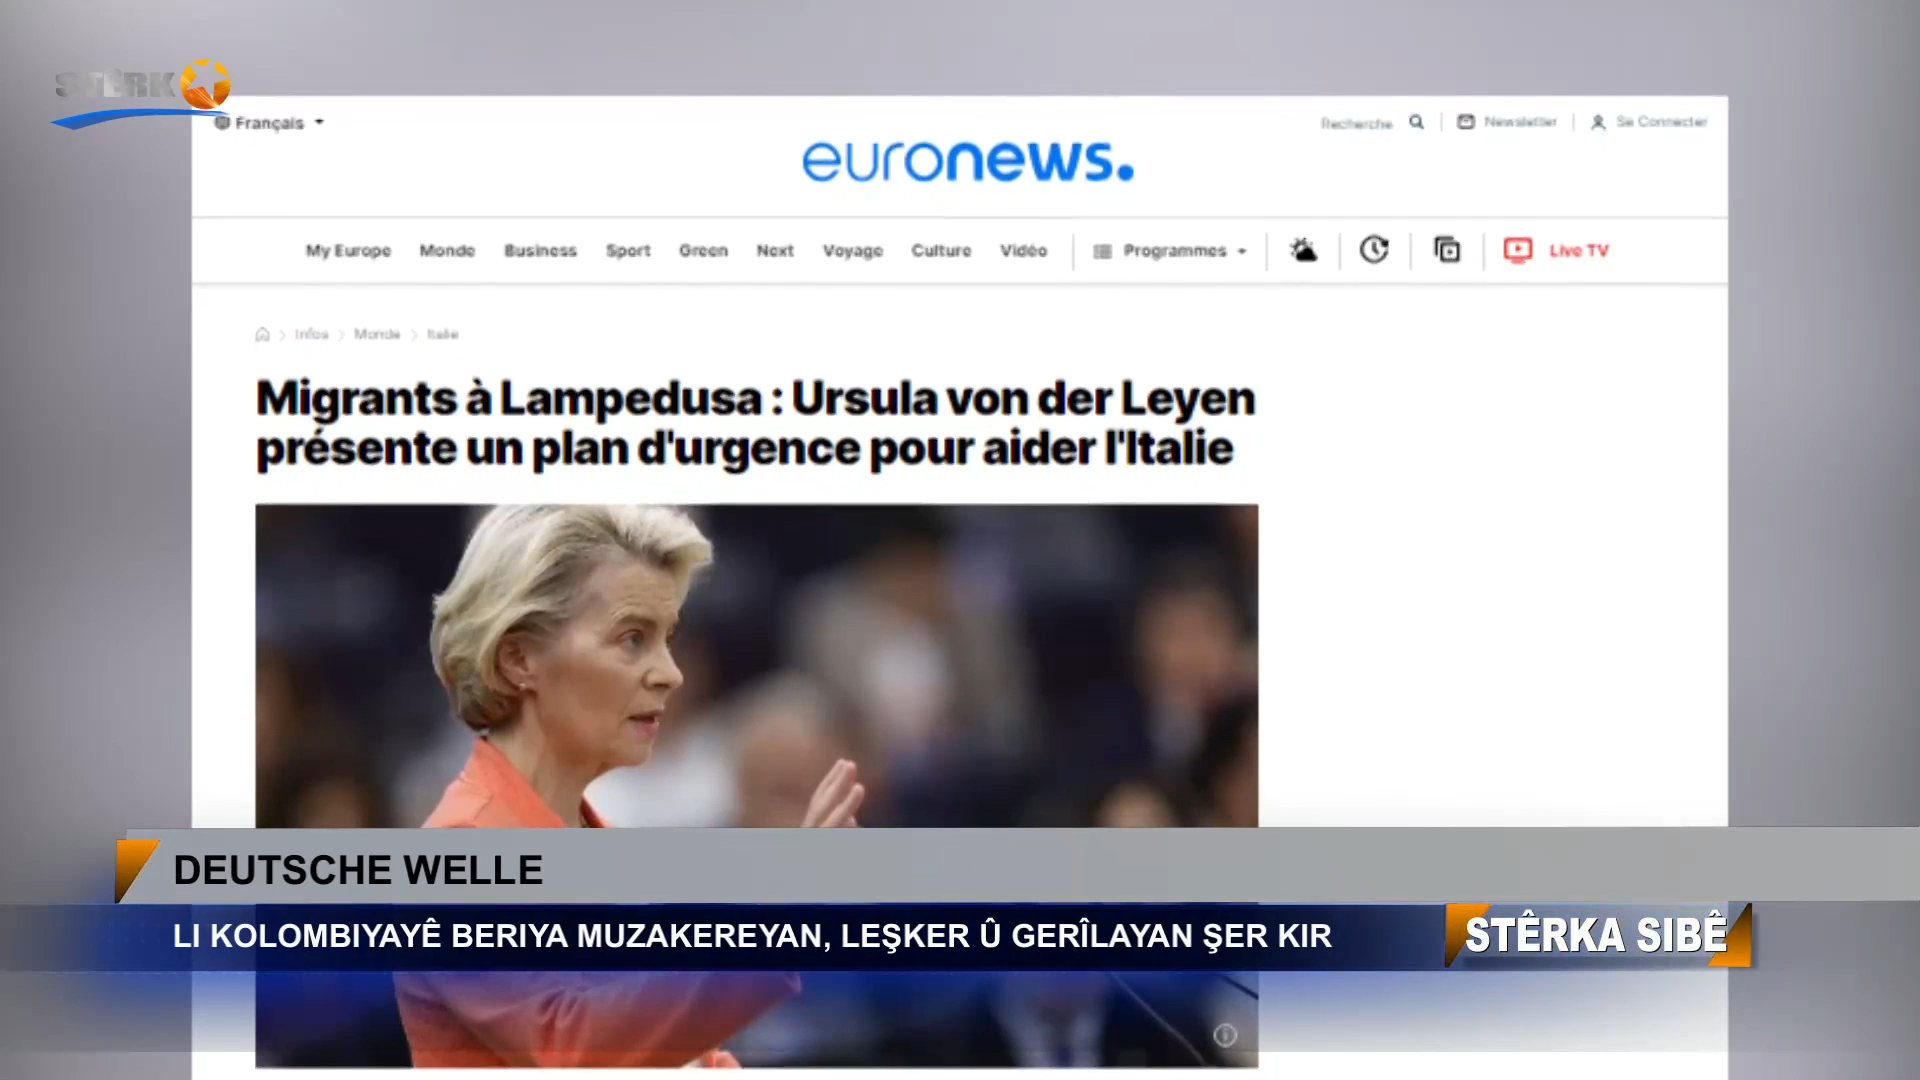 STÊRK
Français
Recherche
Newsletter
Se Connecter
euronews.
My Europe Monde Business Sport Green Next Voyage Culture Vidéo Programmes Live TV
Infos Monde Italie
Migrants à Lampedusa : Ursula von der Leyen
présente un plan d'urgence pour aider l'Italie
DEUTSCHE WELLE
LI KOLOMBIYAYÊ BERIYA MUZAKEREYAN, LEŞKER Û GERÎLAYAN ŞER KIR
STÊRKA SIBÊ